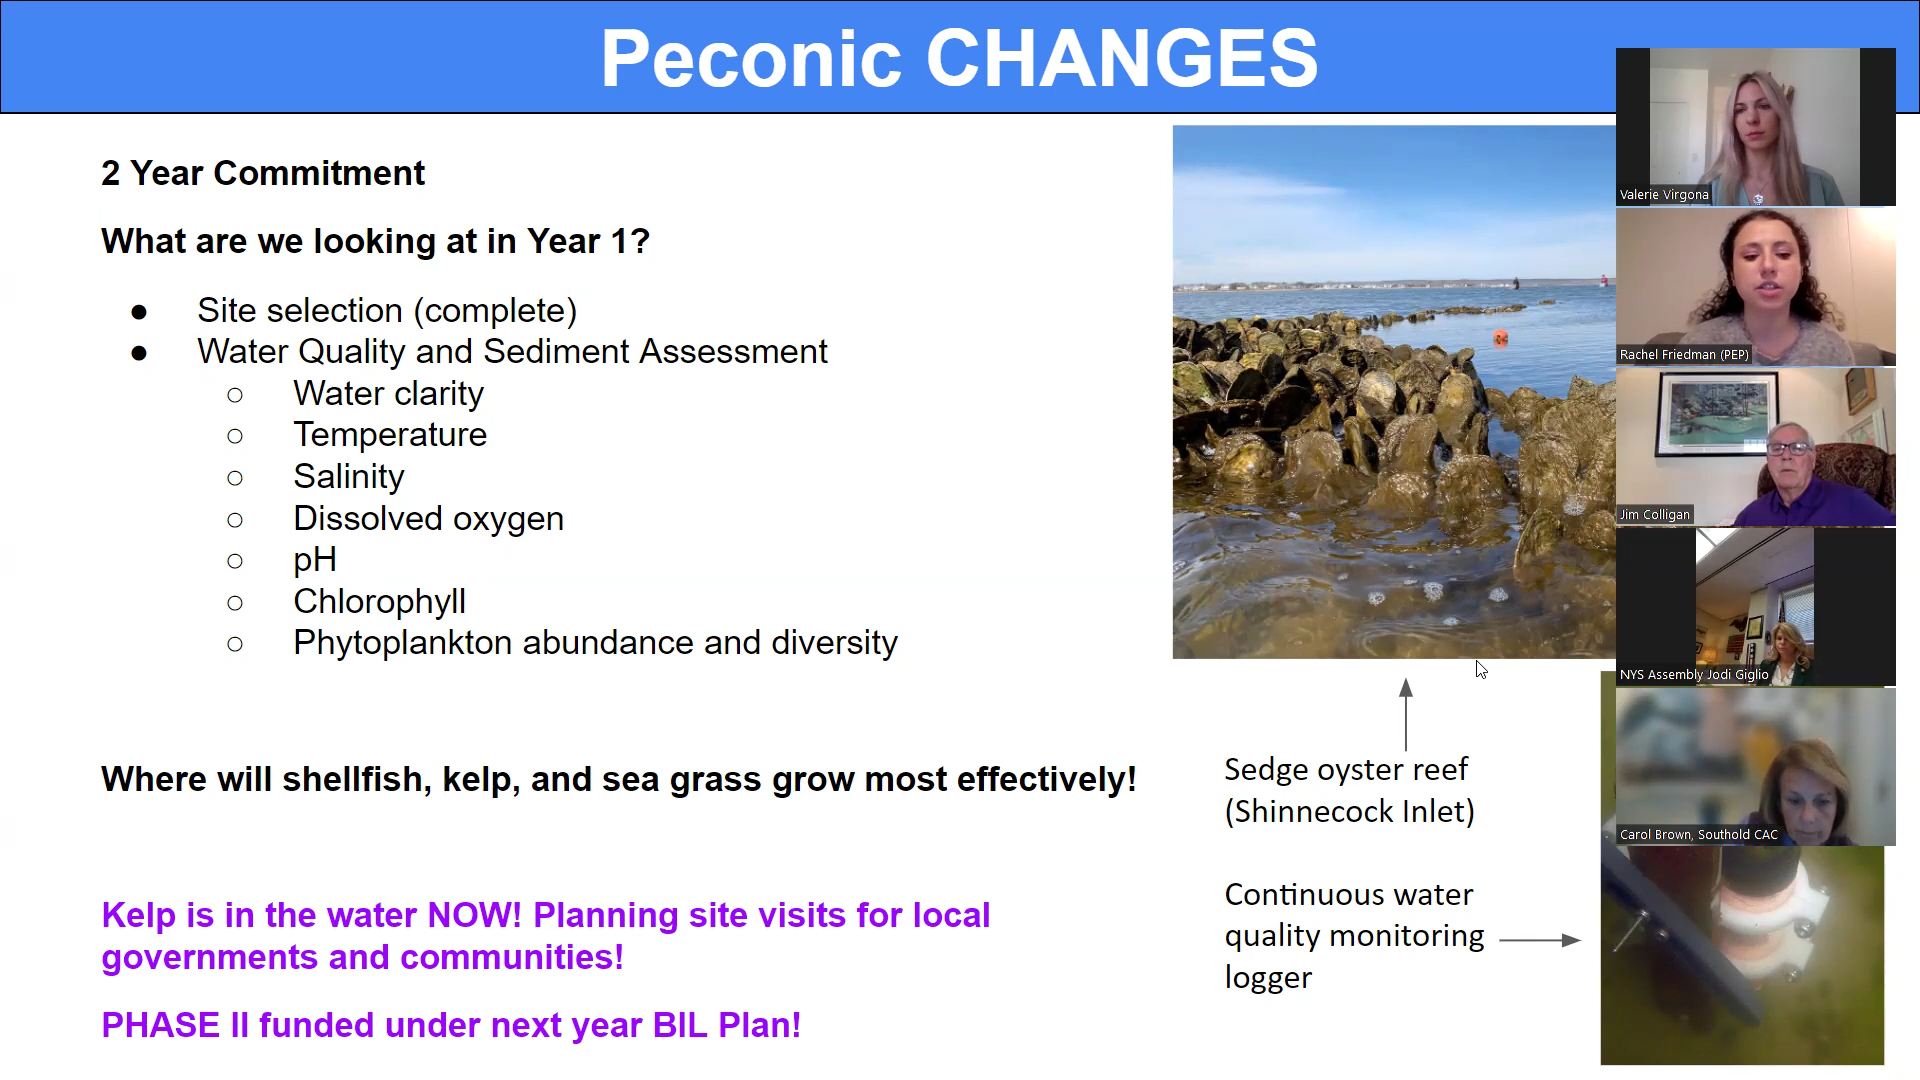 Peconic CHANGES
2 Year Commitment
What are we looking at in Year 1?
● Site selection (complete)
● Water Quality and Sediment Assessment
○ Water clarity
○ Temperature
○ Salinity
○ Dissolved oxygen
○ pH
○ Chlorophyll
○ Phytoplankton abundance and diversity
Where will shellfish, kelp, and sea grass grow most effectively!
Kelp is in the water NOW! Planning site visits for local
governments and communities!
PHASE II funded under next year BIL Plan!
Sedge oyster reef
(Shinnecock Inlet)
Continuous water
quality monitoring
logger
Valerie Virgona
Rachel Friedman (PEP)
Jim Colligan
NYS Assembly Jodi Giglio
Carol Brown, Southold CAC